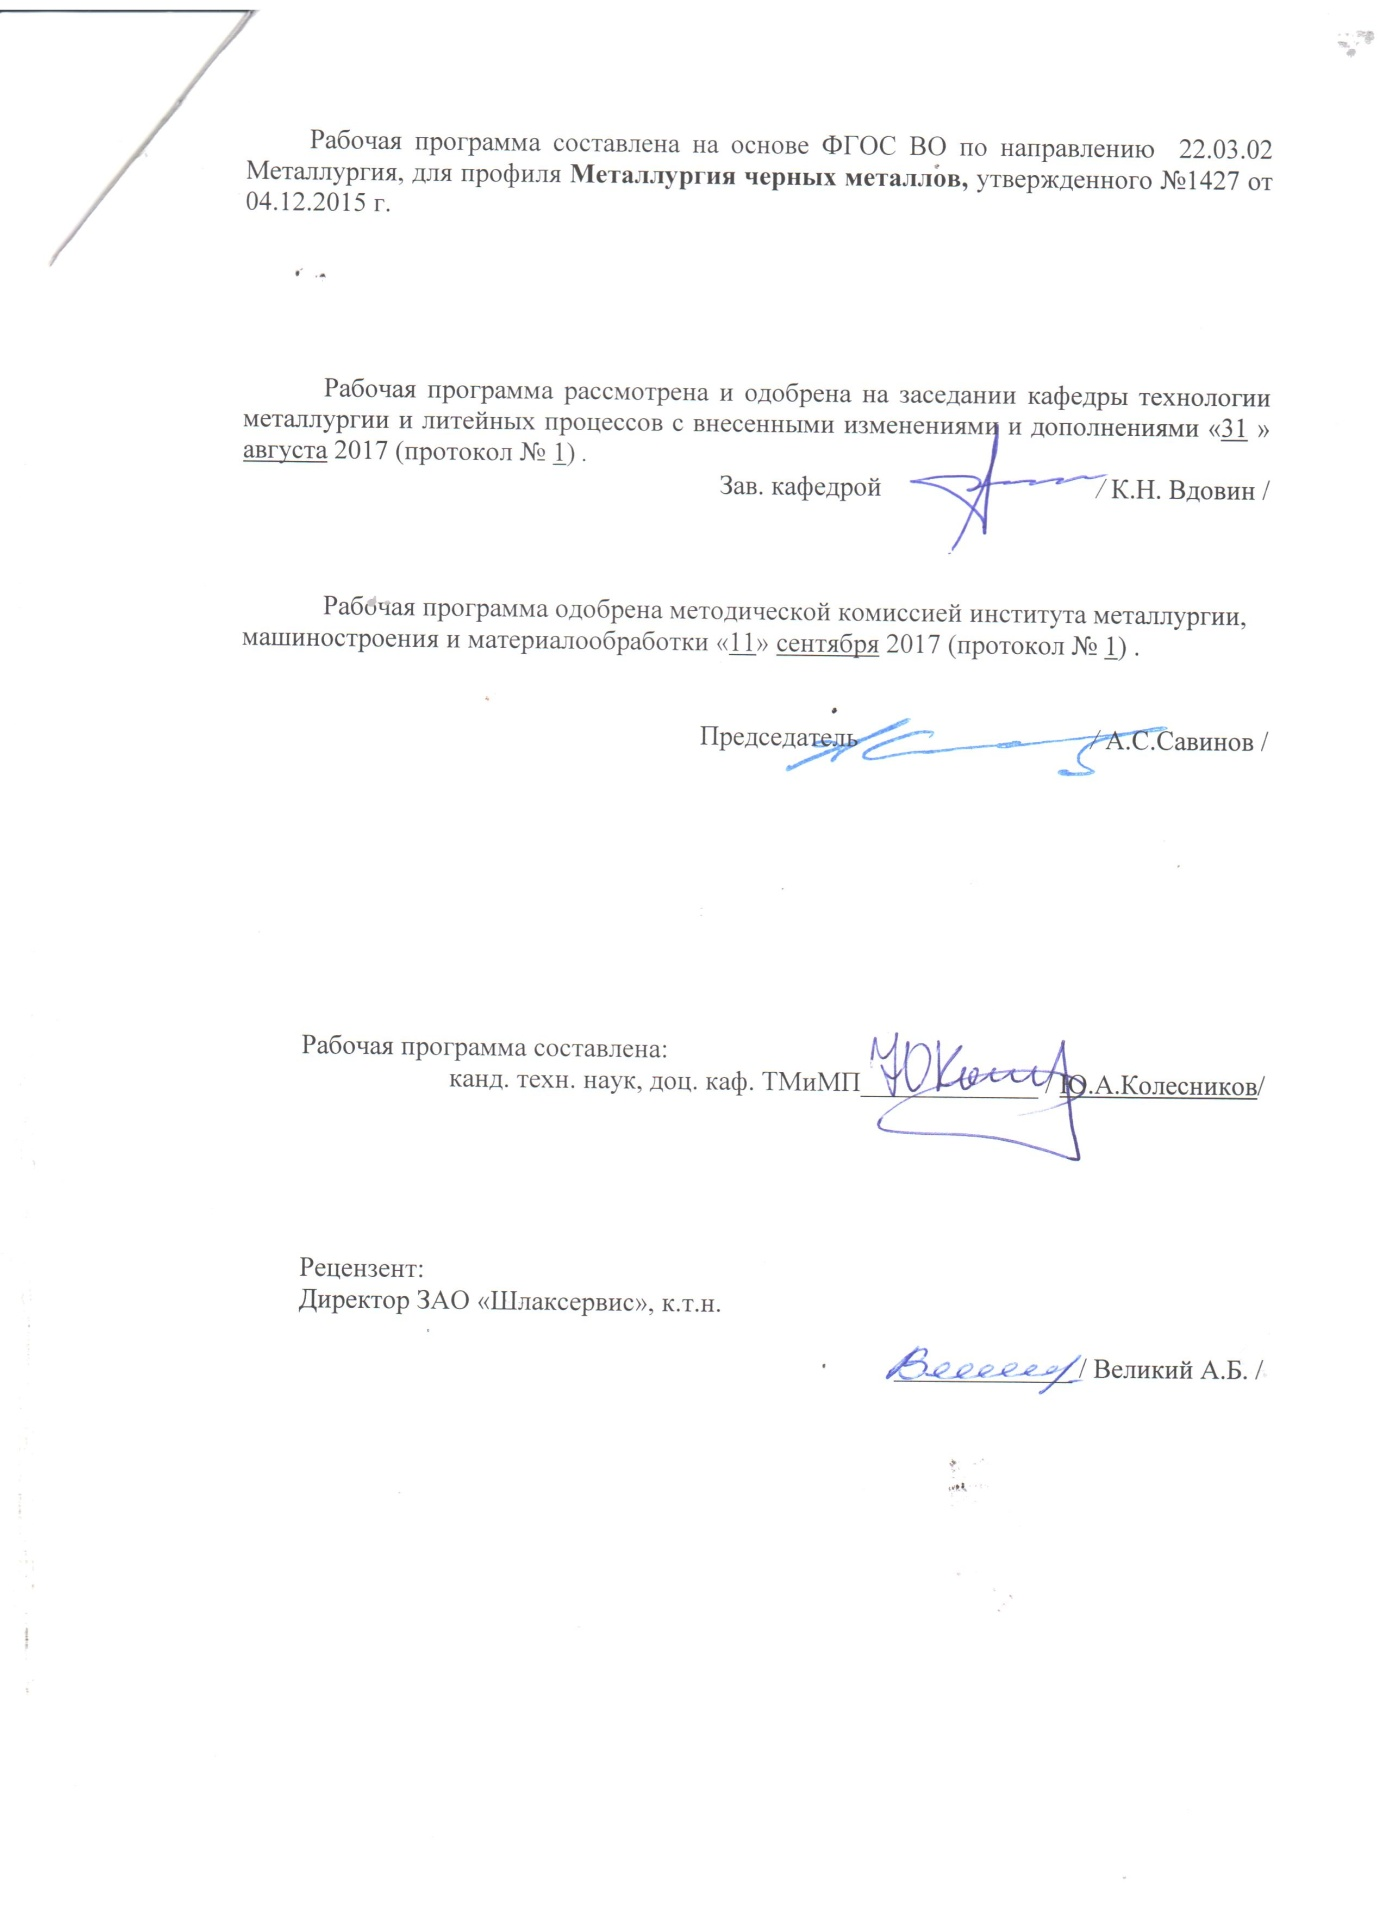 Рабочая программа составлена на основе ФГОС ВО по направлению 22.03.02
Металлургия, для профиля Металлургия черных металлов, утвержденного №1427 от
04.12.2015 г.
Рабочая программа рассмотрена и одобрена на заседании кафедры технологии
металлургии и литейных процессов с внесенными изменениями и дополнениями «31 »
августа 2017 (протокол № 1) .
Зав. кафедрой / К.Н. Вдовин /
Рабочая программа одобрена методической комиссией института металлургии,
машиностроения и материалообработки «11» сентября 2017 (протокол № 1) .
Председатель / А.С.Савинов /
Рабочая программа составлена:
канд. техн. наук, доц. каф. ТМиМП_____________ / Ю.А.Колесников/
Рецензент:
Директор ЗАО «Шлаксервис», к.т.н.
_____________/ Великий А.Б. /